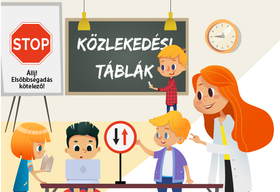 STOP
Állj!
Elsőbbségadás
kötelező!
KÖZLEKEDÉSI
TÁBLÁK